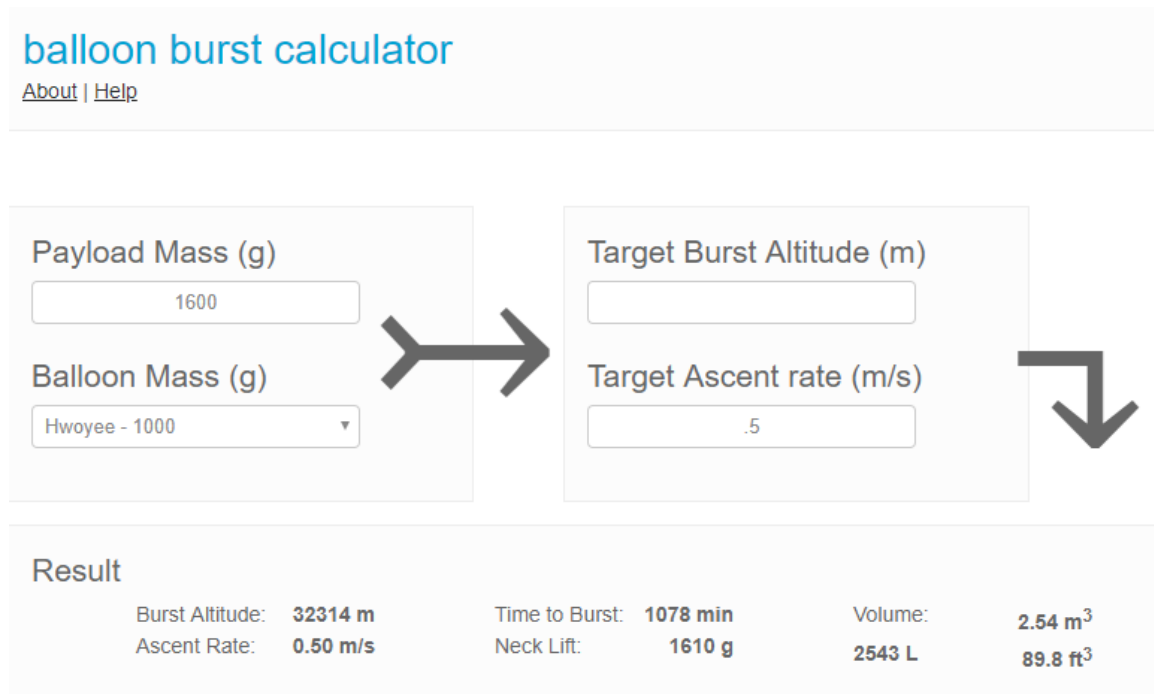 balloon burst calculator
About | Help
Payload Mass (g)
1600
Balloon Mass (g)
Hwoyee - 1000
Target Burst Altitude (m)
Target Ascent rate (m/s)
.5
Result
Burst Altitude: 32314 m Time to Burst: 1078 min Volume: 2.54 m³
Ascent Rate: 0.50 m/s Neck Lift: 1610 g 2543 L 89.8 ft³